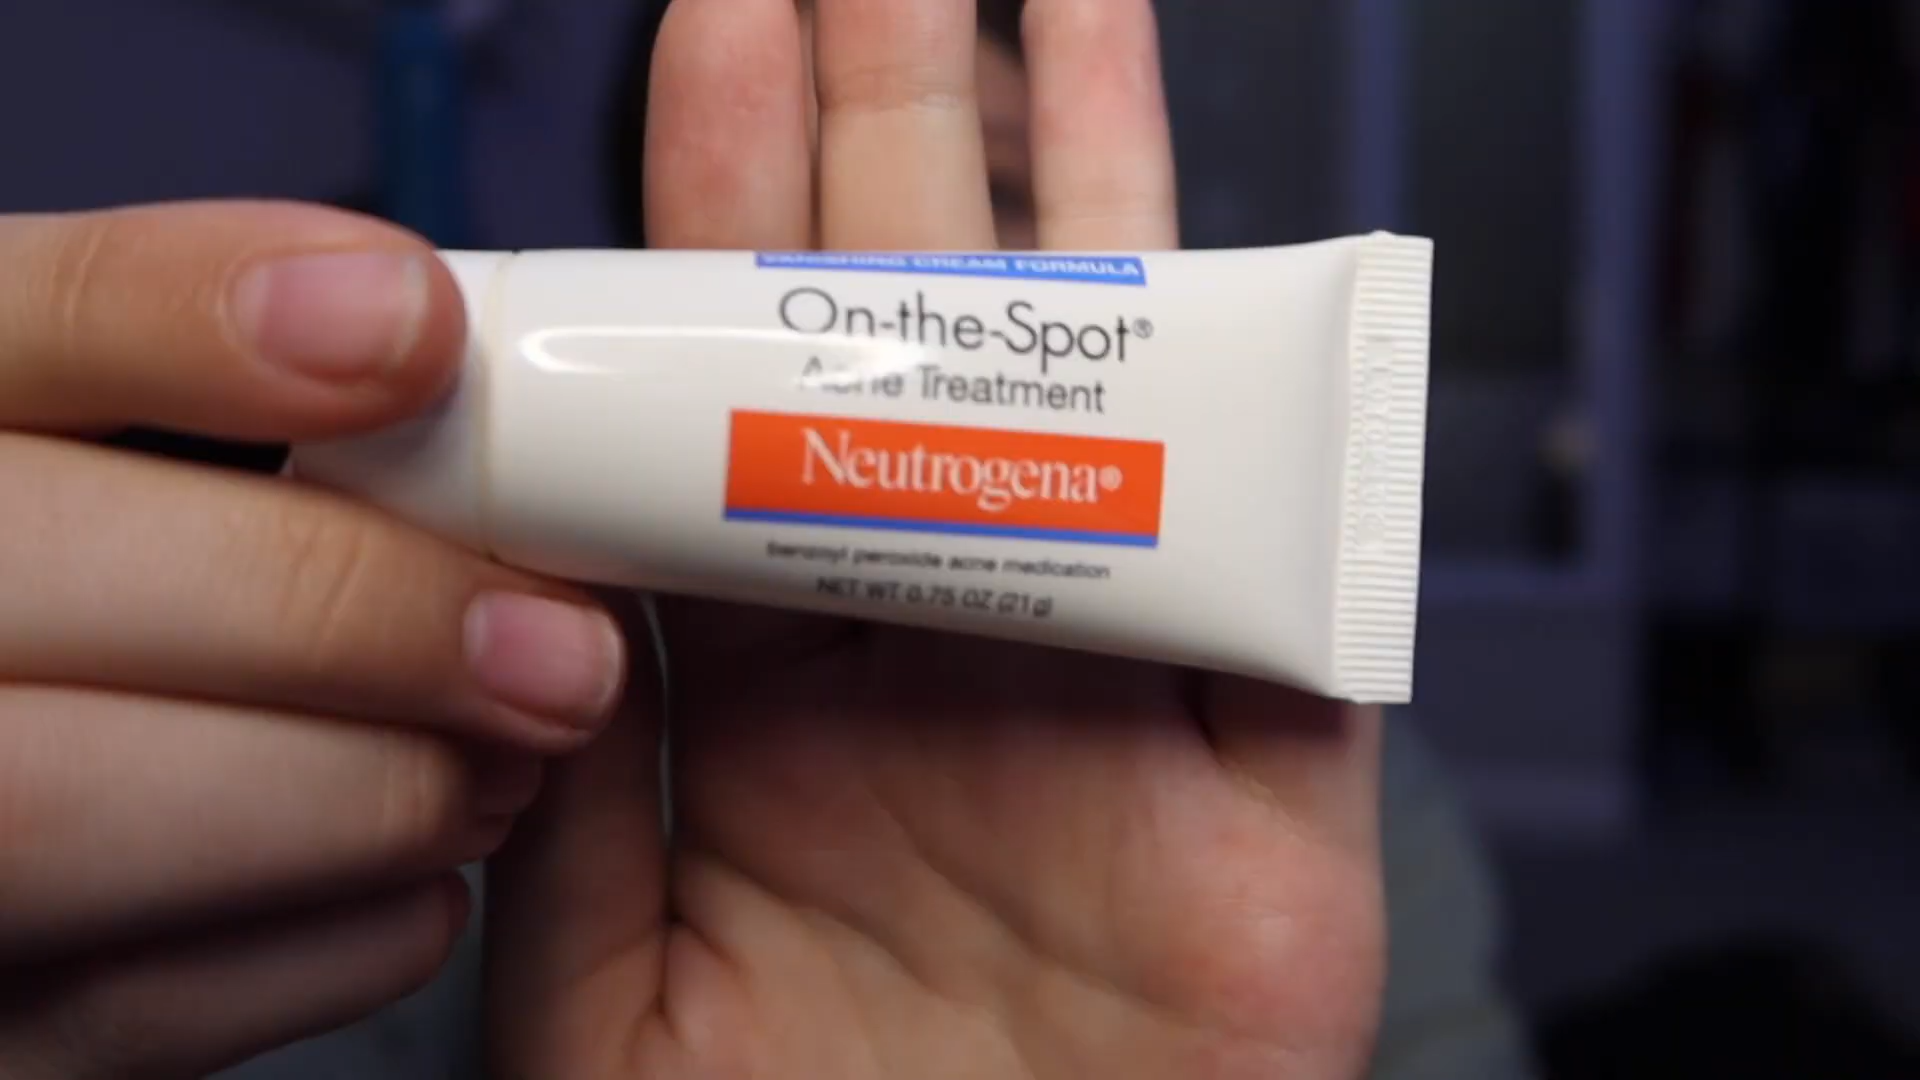 VANISHING CREAM FORMULA
On-the-Spot®
Acne Treatment
Neutrogena®
benzoyl peroxide acne medication
NET WT 0.75 OZ (21g)